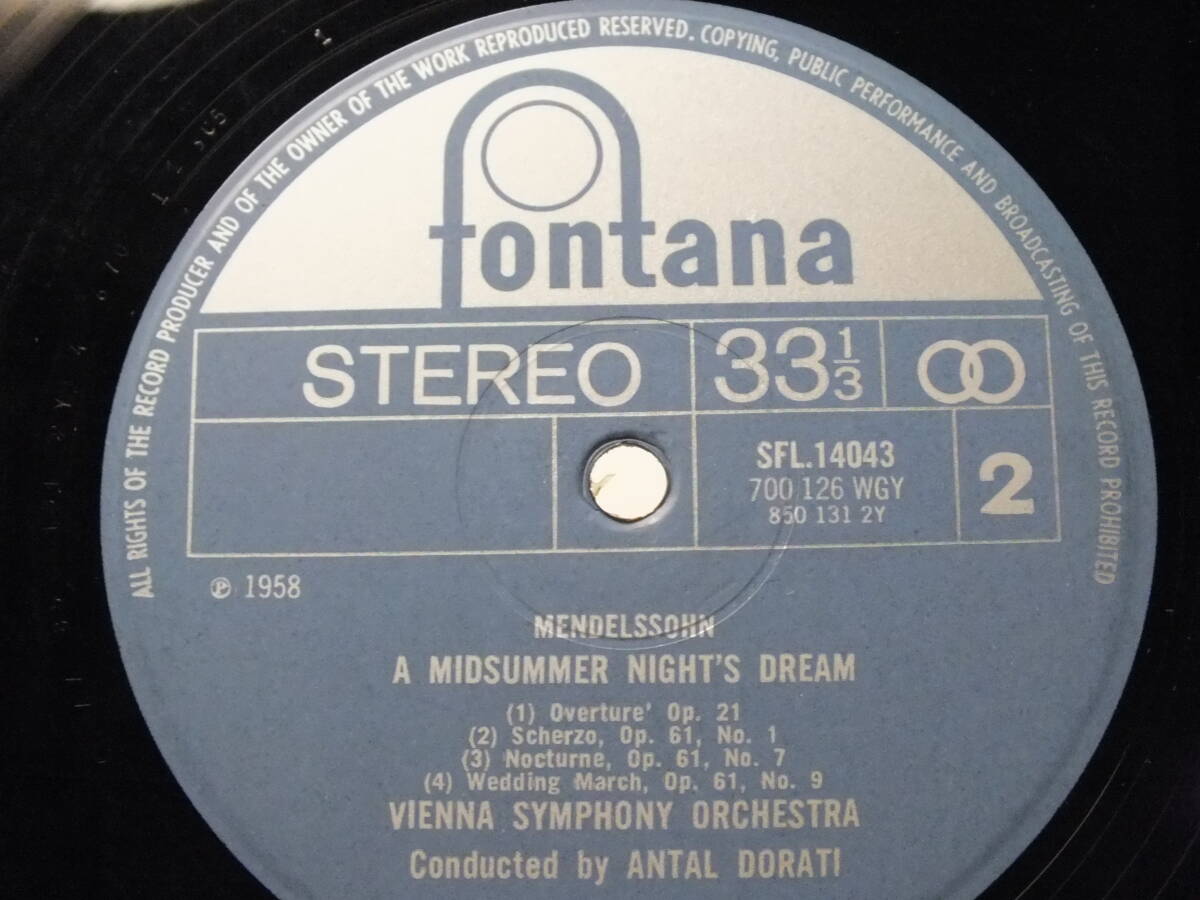 ALL RIGHTS OF THE RECORD PRODUCER AND OF THE OWNER OF THE WORK REPRODUCED RESERVED. COPYING, PUBLIC PERFORMANCE AND BROADCASTING OF THIS RECORD PROHIBITED
fontana
STEREO 33 1/3
SFL.14043
700 126 WGY
850 131 2Y
2
℗ 1958
MENDELSSOHN
A MIDSUMMER NIGHT'S DREAM
(1) Overture' Op. 21
(2) Scherzo, Op. 61, No. 1
(3) Nocturne, Op. 61, No. 7
(4) Wedding March, Op. 61, No. 9
VIENNA SYMPHONY ORCHESTRA
Conducted by ANTAL DORATI